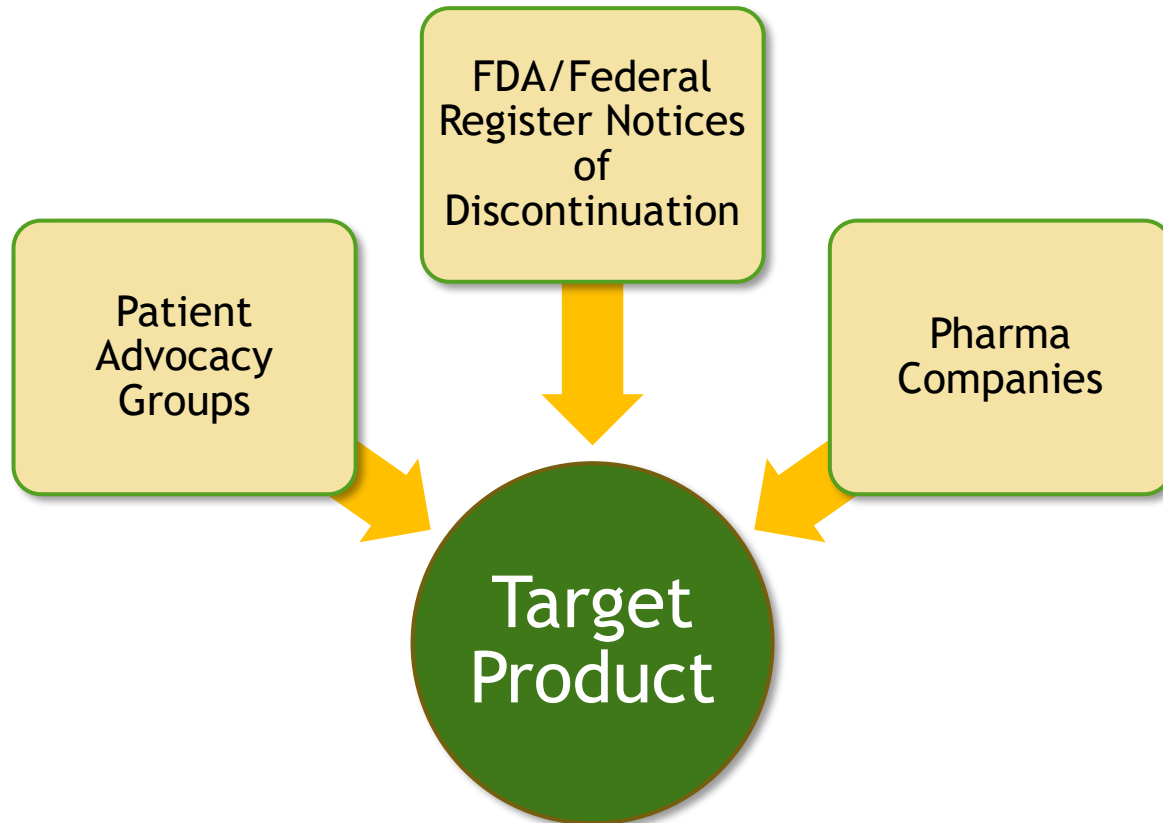 FDA/Federal
Register Notices
of
Discontinuation
Patient
Advocacy
Groups
Pharma
Companies
Target
Product